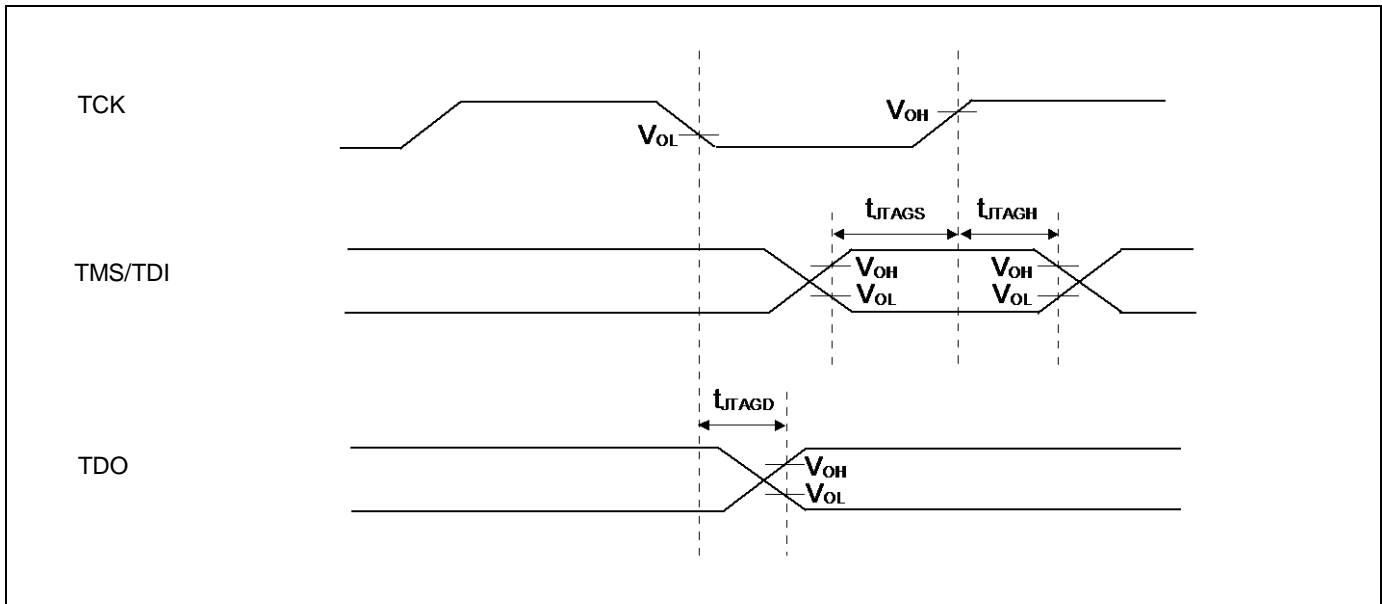 TCK
VOL
VOH
tJTAGS
tJTAGH
TMS/TDI
VOH
VOL
VOH
VOL
tJTAGD
TDO
VOH
VOL